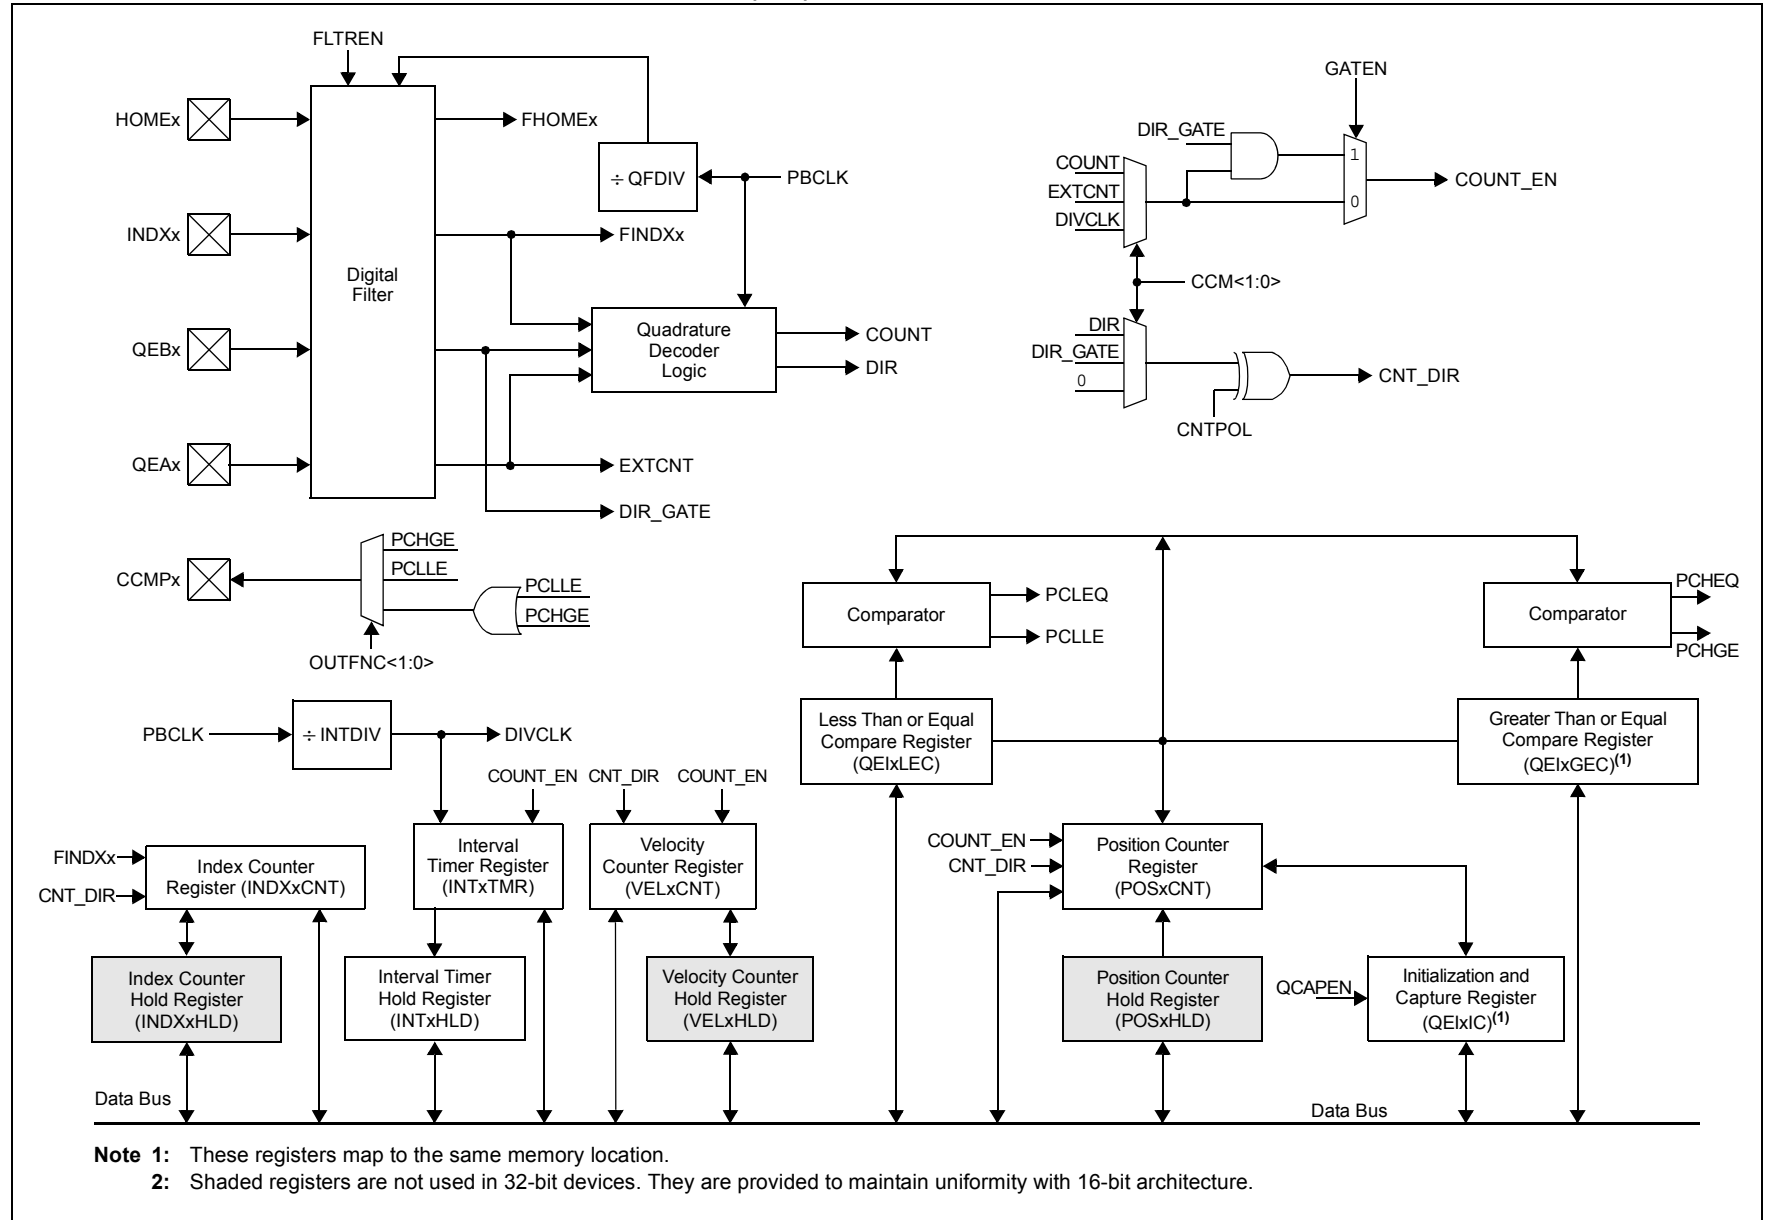 FLTREN
HOMEx
FHOMEx
÷ QFDIV
PBCLK
INDXx
FINDXx
Digital
Filter
QEBx
Quadrature
Decoder
Logic
COUNT
DIR
QEAx
EXTCNT
DIR_GATE
GATEN
DIR_GATE
COUNT
EXTCNT
DIVCLK
1
0
COUNT_EN
CCM<1:0>
DIR
DIR_GATE
0
CNT_DIR
CNTPOL
CCMPx
PCHGE
PCLLE
PCLLE
PCHGE
OUTFNC<1:0>
Comparator
PCLEQ
PCLLE
Comparator
PCHEQ
PCHGE
PBCLK
÷ INTDIV
DIVCLK
Less Than or Equal
Compare Register
(QEIxLEC)
Greater Than or Equal
Compare Register
(QEIxGEC)(1)
COUNT_EN
CNT_DIR
COUNT_EN
FINDXx
CNT_DIR
Index Counter
Register (INDXxCNT)
Interval
Timer Register
(INTxTMR)
Velocity
Counter Register
(VELxCNT)
COUNT_EN
CNT_DIR
Position Counter
Register
(POSxCNT)
Index Counter
Hold Register
(INDXxHLD)
Interval Timer
Hold Register
(INTxHLD)
Velocity Counter
Hold Register
(VELxHLD)
Position Counter
Hold Register
(POSxHLD)
QCAPEN
Initialization and
Capture Register
(QEIxIC)(1)
Data Bus
Data Bus
Note 1: These registers map to the same memory location.
2: Shaded registers are not used in 32-bit devices. They are provided to maintain uniformity with 16-bit architecture.